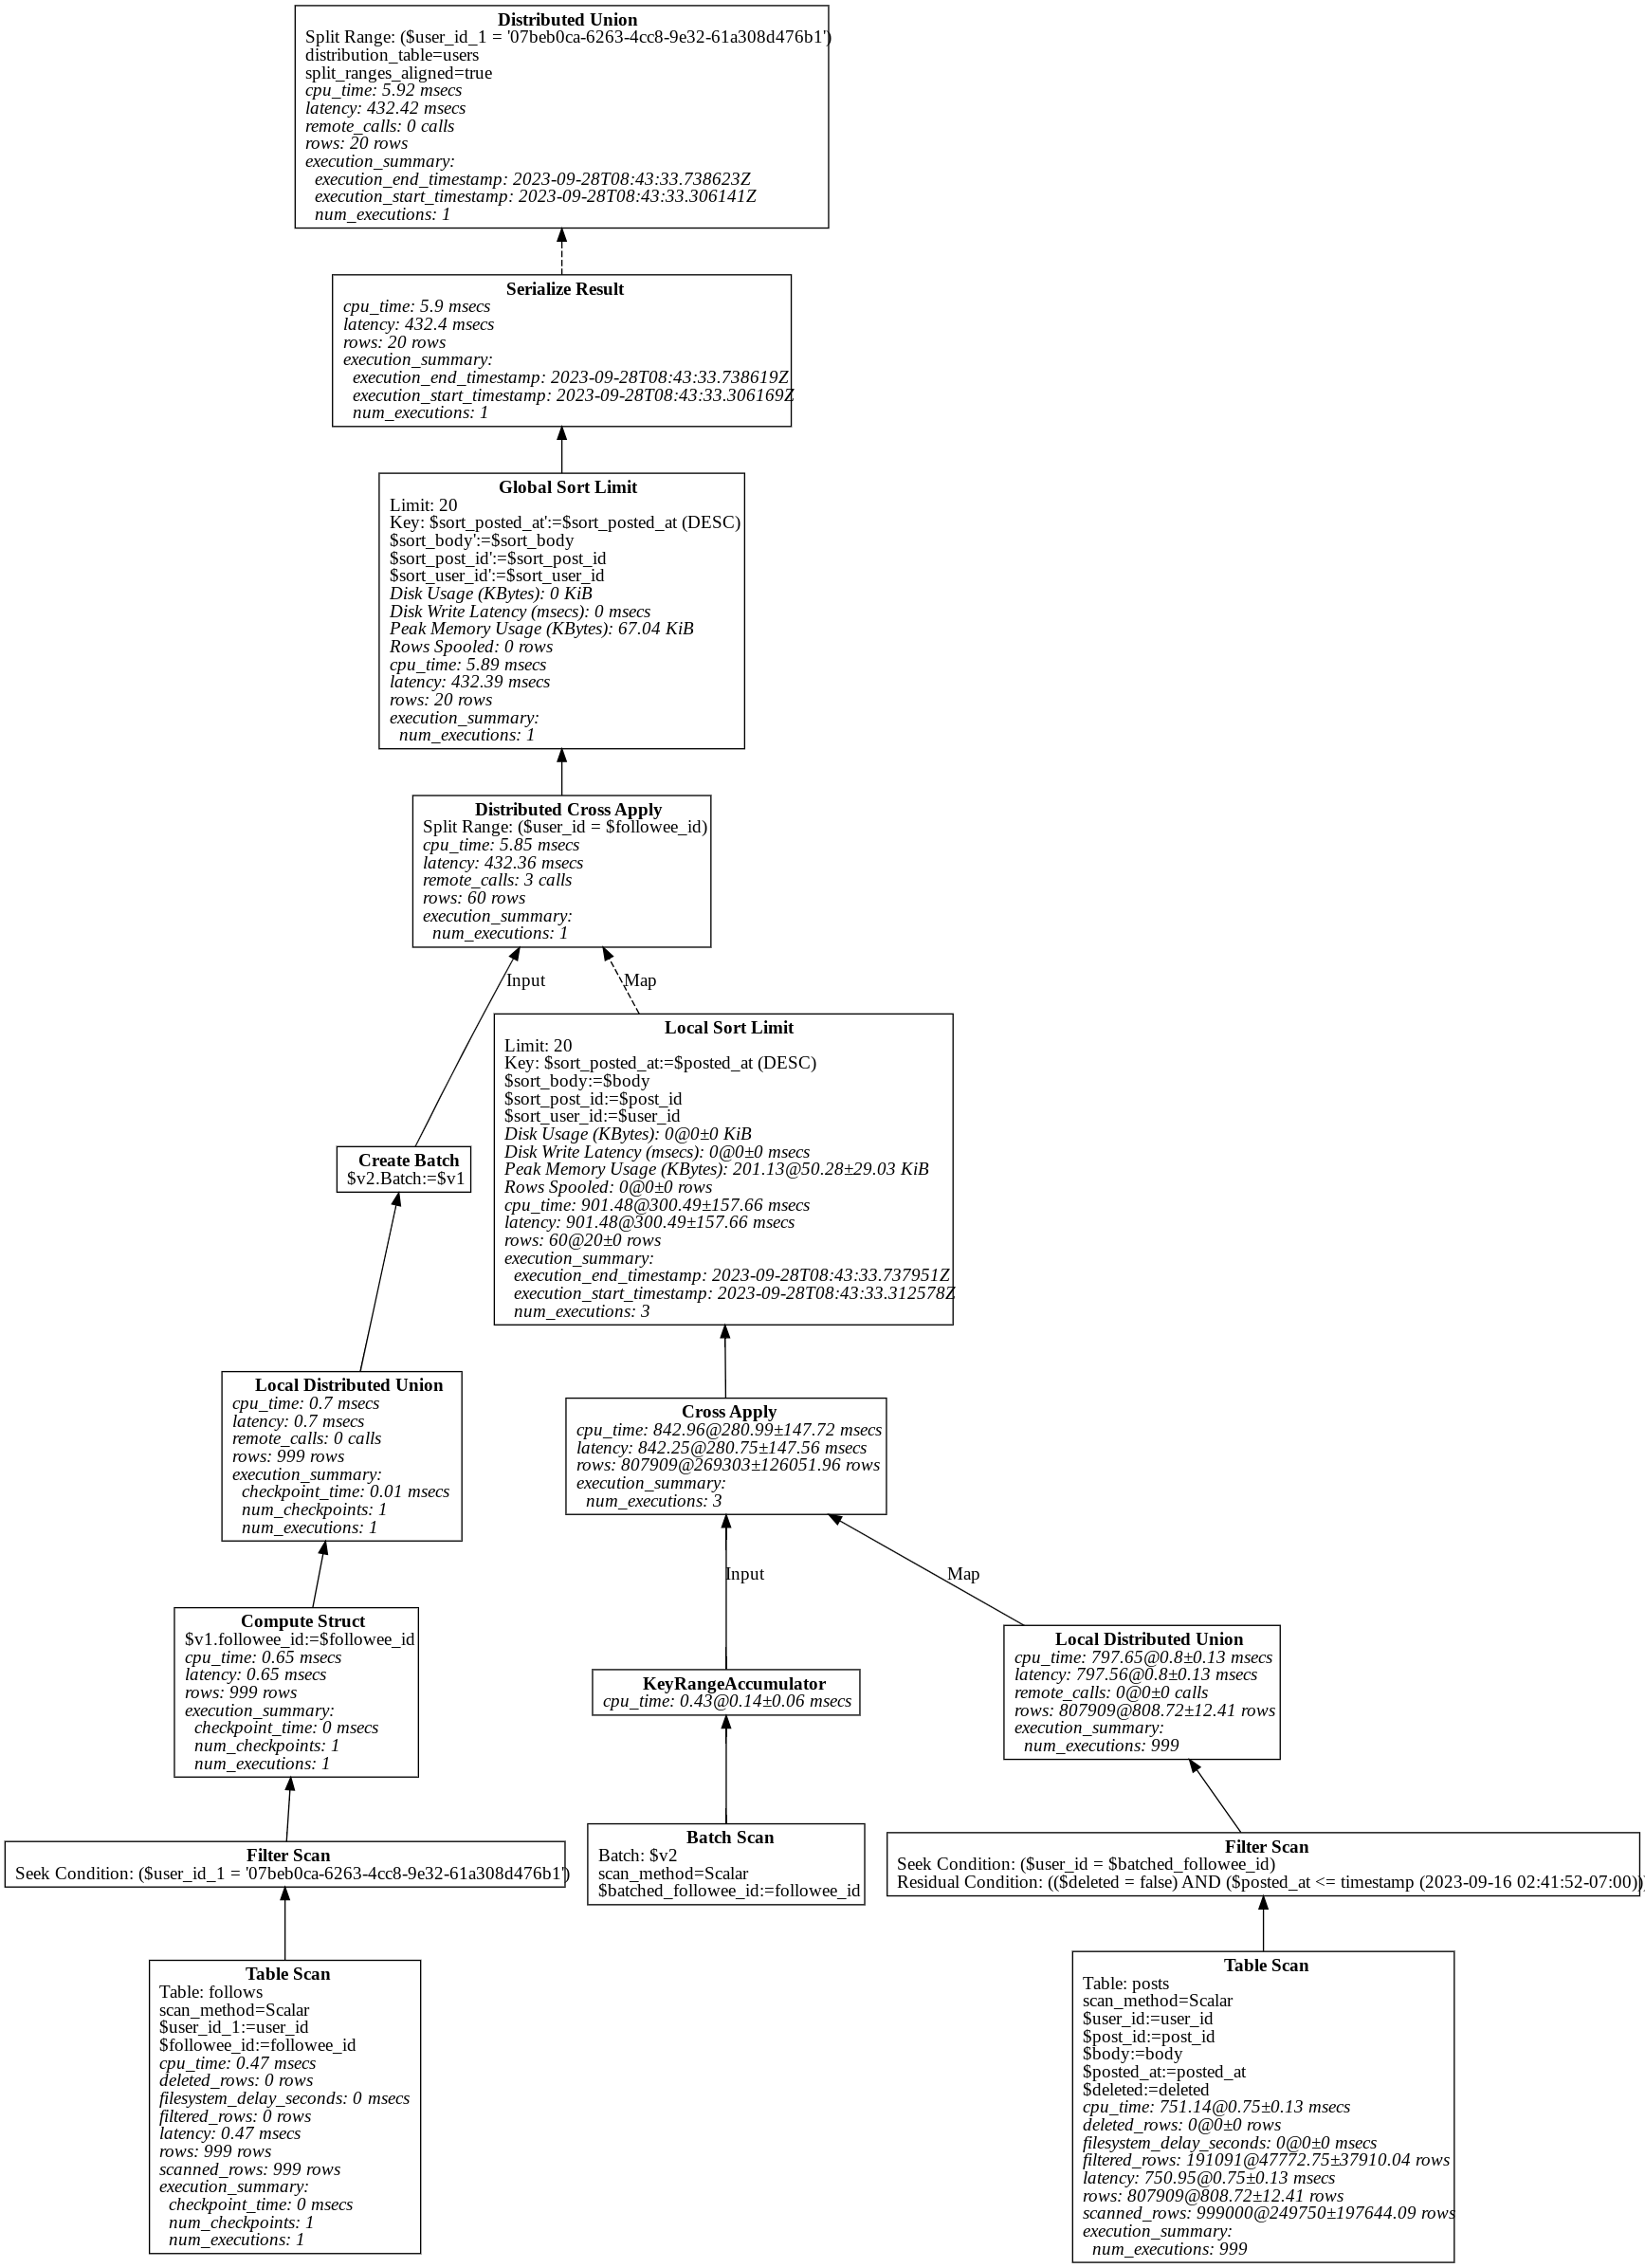 Distributed Union
Split Range: ($user_id_1 = '07beb0ca-6263-4cc8-9e32-61a308d476b1')
distribution_table=users
split_ranges_aligned=true
cpu_time: 5.92 msecs
latency: 432.42 msecs
remote_calls: 0 calls
rows: 20 rows
execution_summary:
execution_end_timestamp: 2023-09-28T08:43:33.738623Z
execution_start_timestamp: 2023-09-28T08:43:33.306141Z
num_executions: 1
Serialize Result
cpu_time: 5.9 msecs
latency: 432.4 msecs
rows: 20 rows
execution_summary:
execution_end_timestamp: 2023-09-28T08:43:33.738619Z
execution_start_timestamp: 2023-09-28T08:43:33.306169Z
num_executions: 1
Global Sort Limit
Limit: 20
Key: $sort_posted_at':=$sort_posted_at (DESC)
$sort_body':=$sort_body
$sort_post_id':=$sort_post_id
$sort_user_id':=$sort_user_id
Disk Usage (KBytes): 0 KiB
Disk Write Latency (msecs): 0 msecs
Peak Memory Usage (KBytes): 67.04 KiB
Rows Spooled: 0 rows
cpu_time: 5.89 msecs
latency: 432.39 msecs
rows: 20 rows
execution_summary:
num_executions: 1
Distributed Cross Apply
Split Range: ($user_id = $followee_id)
cpu_time: 5.85 msecs
latency: 432.36 msecs
remote_calls: 3 calls
rows: 60 rows
execution_summary:
num_executions: 1
Input
Map
Local Sort Limit
Limit: 20
Key: $sort_posted_at:=$posted_at (DESC)
$sort_body:=$body
$sort_post_id:=$post_id
$sort_user_id:=$user_id
Disk Usage (KBytes): 0@0±0 KiB
Disk Write Latency (msecs): 0@0±0 msecs
Peak Memory Usage (KBytes): 201.13@50.28±29.03 KiB
Rows Spooled: 0@0±0 rows
cpu_time: 901.48@300.49±157.66 msecs
latency: 901.48@300.49±157.66 msecs
rows: 60@20±0 rows
execution_summary:
execution_end_timestamp: 2023-09-28T08:43:33.737951Z
execution_start_timestamp: 2023-09-28T08:43:33.312578Z
num_executions: 3
Create Batch
$v2.Batch:=$v1
Local Distributed Union
cpu_time: 0.7 msecs
latency: 0.7 msecs
remote_calls: 0 calls
rows: 999 rows
execution_summary:
checkpoint_time: 0.01 msecs
num_checkpoints: 1
num_executions: 1
Cross Apply
cpu_time: 842.96@280.99±147.72 msecs
latency: 842.25@280.75±147.56 msecs
rows: 807909@269303±126051.96 rows
execution_summary:
num_executions: 3
Input
Map
Compute Struct
$v1.followee_id:=$followee_id
cpu_time: 0.65 msecs
latency: 0.65 msecs
rows: 999 rows
execution_summary:
checkpoint_time: 0 msecs
num_checkpoints: 1
num_executions: 1
KeyRangeAccumulator
cpu_time: 0.43@0.14±0.06 msecs
Local Distributed Union
cpu_time: 797.65@0.8±0.13 msecs
latency: 797.56@0.8±0.13 msecs
remote_calls: 0@0±0 calls
rows: 807909@808.72±12.41 rows
execution_summary:
num_executions: 999
Filter Scan
Seek Condition: ($user_id_1 = '07beb0ca-6263-4cc8-9e32-61a308d476b1')
Batch Scan
Batch: $v2
scan_method=Scalar
$batched_followee_id:=followee_id
Filter Scan
Seek Condition: ($user_id = $batched_followee_id)
Residual Condition: (($deleted = false) AND ($posted_at <= timestamp (2023-09-16 02:41:52-07:00)))
Table Scan
Table: follows
scan_method=Scalar
$user_id_1:=user_id
$followee_id:=followee_id
cpu_time: 0.47 msecs
deleted_rows: 0 rows
filesystem_delay_seconds: 0 msecs
filtered_rows: 0 rows
latency: 0.47 msecs
rows: 999 rows
scanned_rows: 999 rows
execution_summary:
checkpoint_time: 0 msecs
num_checkpoints: 1
num_executions: 1
Table Scan
Table: posts
scan_method=Scalar
$user_id:=user_id
$post_id:=post_id
$body:=body
$posted_at:=posted_at
$deleted:=deleted
cpu_time: 751.14@0.75±0.13 msecs
deleted_rows: 0@0±0 rows
filesystem_delay_seconds: 0@0±0 msecs
filtered_rows: 191091@47772.75±37910.04 rows
latency: 750.95@0.75±0.13 msecs
rows: 807909@808.72±12.41 rows
scanned_rows: 999000@249750±197644.09 rows
execution_summary:
num_executions: 999